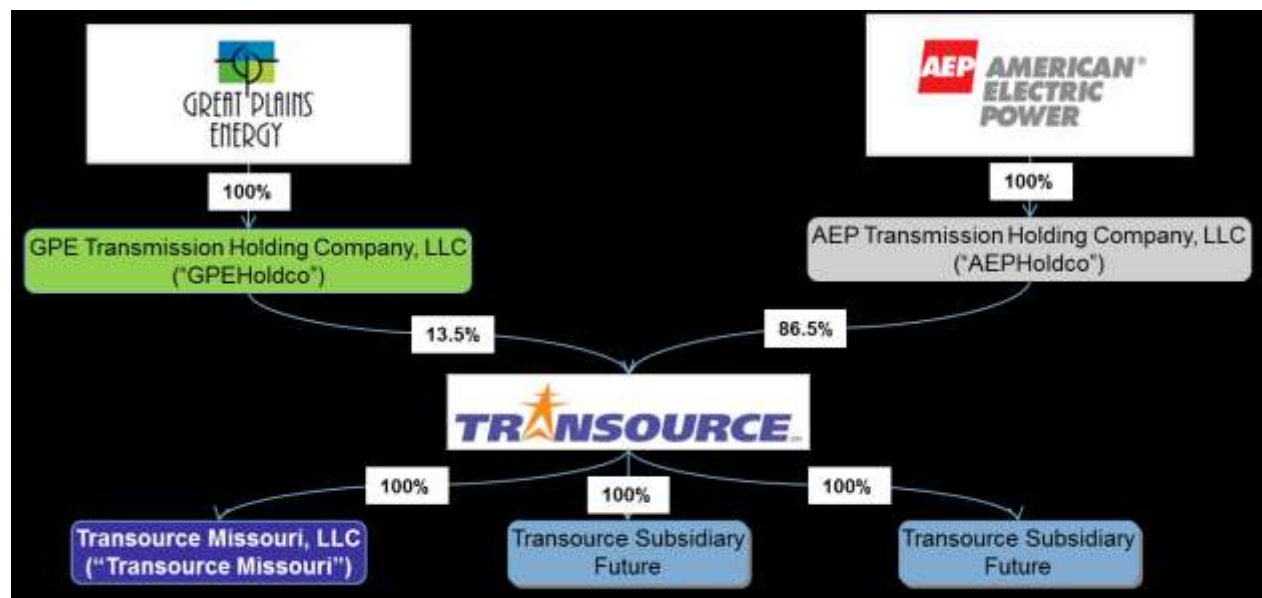 GREAT PLAINS
ENERGY
AEP AMERICAN®
ELECTRIC
POWER
100%
100%
GPE Transmission Holding Company, LLC
("GPEHoldco")
AEP Transmission Holding Company, LLC
("AEPHoldco")
13.5%
86.5%
TRANSOURCE
100%
100%
100%
Transource Missouri, LLC
("Transource Missouri")
Transource Subsidiary
Future
Transource Subsidiary
Future